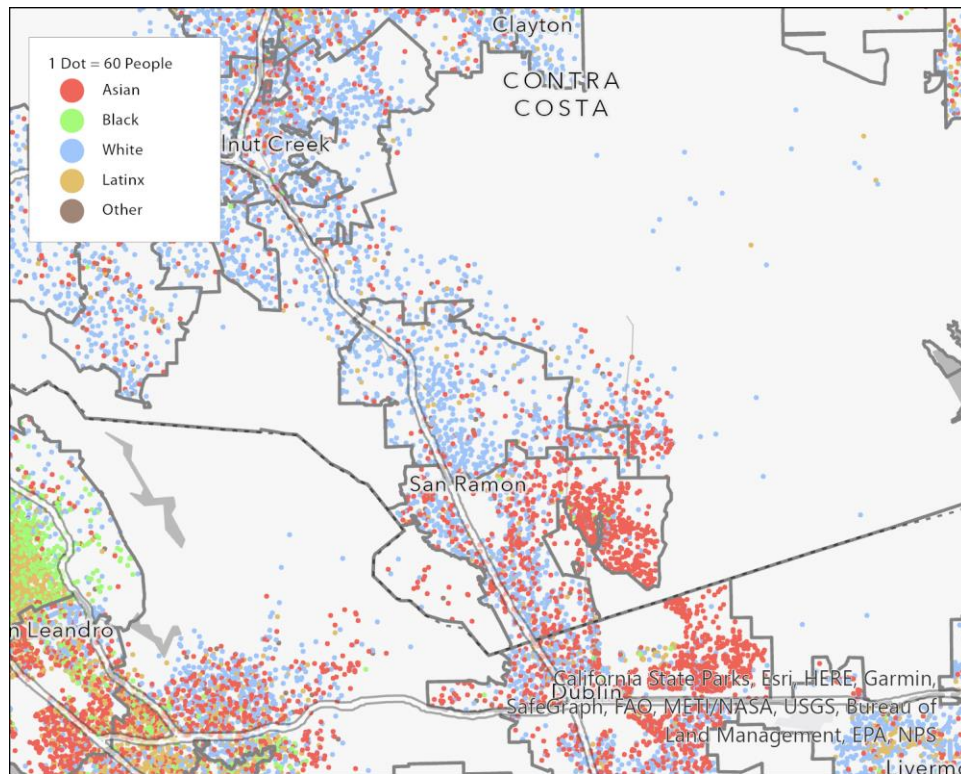 Clayton
1 Dot = 60 People
Asian
Black
White
Latinx
Other
CONTRA
COSTA
lnut Creek
San Ramon
n Leandro
Dublin
California State Parks, Esri, HERE, Garmin,
SafeGraph, FAO, METI/NASA, USGS, Bureau of
Land Management, EPA, NPS
Livermo